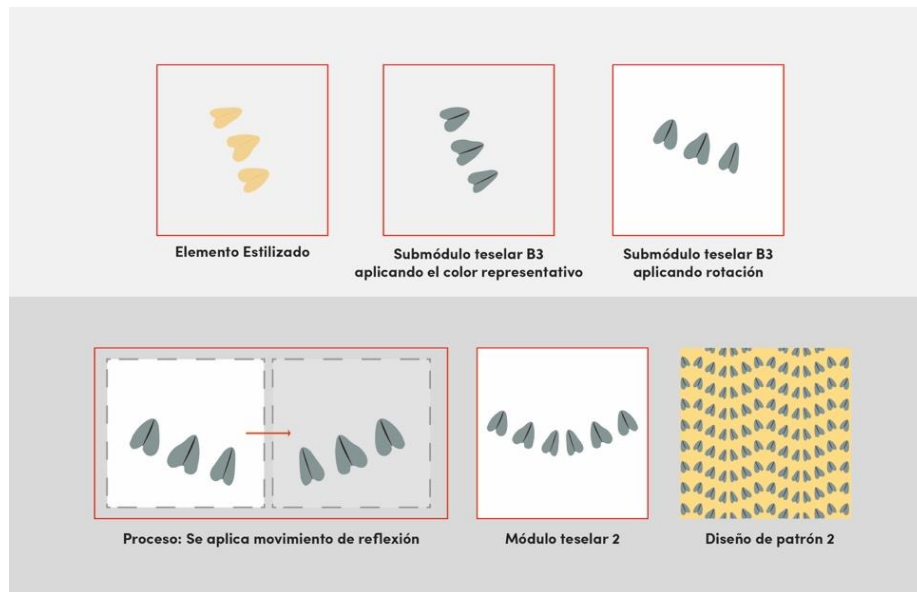 Elemento Estilizado
Submódulo teselar B3
aplicando el color representativo
Submódulo teselar B3
aplicando rotación
Proceso: Se aplica movimiento de reflexión
Módulo teselar 2
Diseño de patrón 2